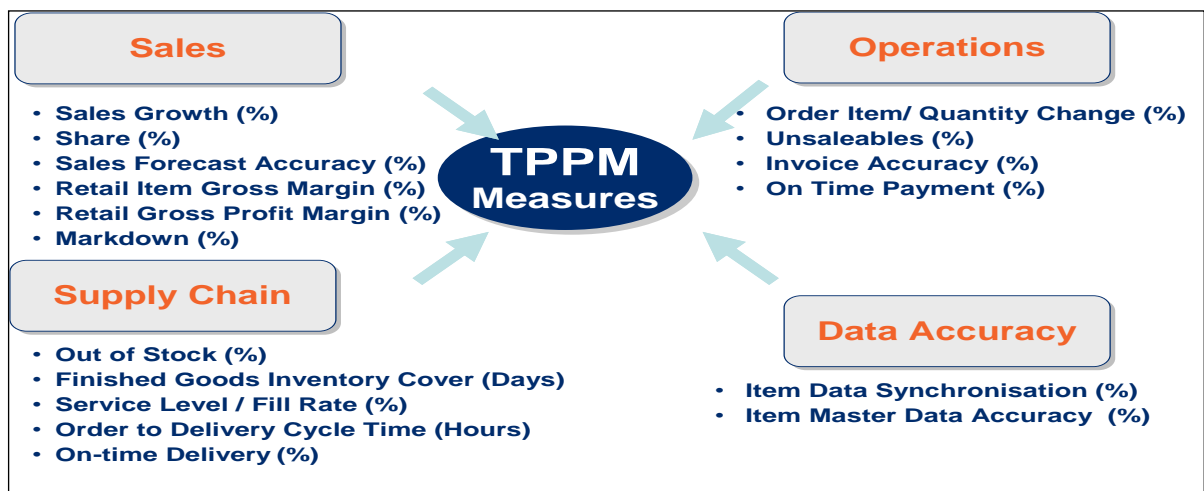 Sales
• Sales Growth (%)
• Share (%)
• Sales Forecast Accuracy (%)
• Retail Item Gross Margin (%)
• Retail Gross Profit Margin (%)
• Markdown (%)
Operations
• Order Item/ Quantity Change (%)
• Unsaleables (%)
• Invoice Accuracy (%)
• On Time Payment (%)
TPPM
Measures
Supply Chain
• Out of Stock (%)
• Finished Goods Inventory Cover (Days)
• Service Level / Fill Rate (%)
• Order to Delivery Cycle Time (Hours)
• On-time Delivery (%)
Data Accuracy
• Item Data Synchronisation (%)
• Item Master Data Accuracy (%)